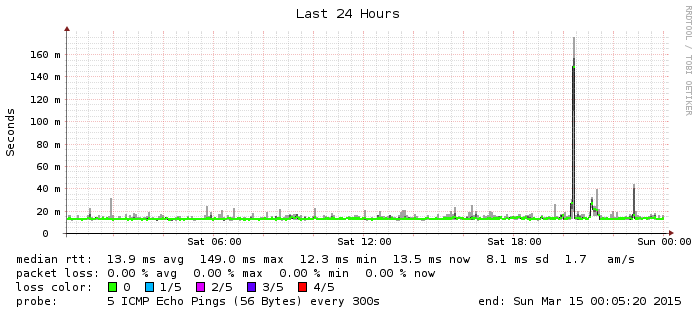 Last 24 Hours
RRDTOOL / TOBI OETIKER
Seconds
160 m
140 m
120 m
100 m
80 m
60 m
40 m
20 m
0
Sat 06:00 Sat 12:00 Sat 18:00 Sun 00:00
median rtt: 13.9 ms avg 149.0 ms max 12.3 ms min 13.5 ms now 8.1 ms sd 1.7 am/s
packet loss: 0.00 % avg 0.00 % max 0.00 % min 0.00 % now
loss color: 0 1/5 2/5 3/5 4/5
probe: 5 ICMP Echo Pings (56 Bytes) every 300s end: Sun Mar 15 00:05:20 2015